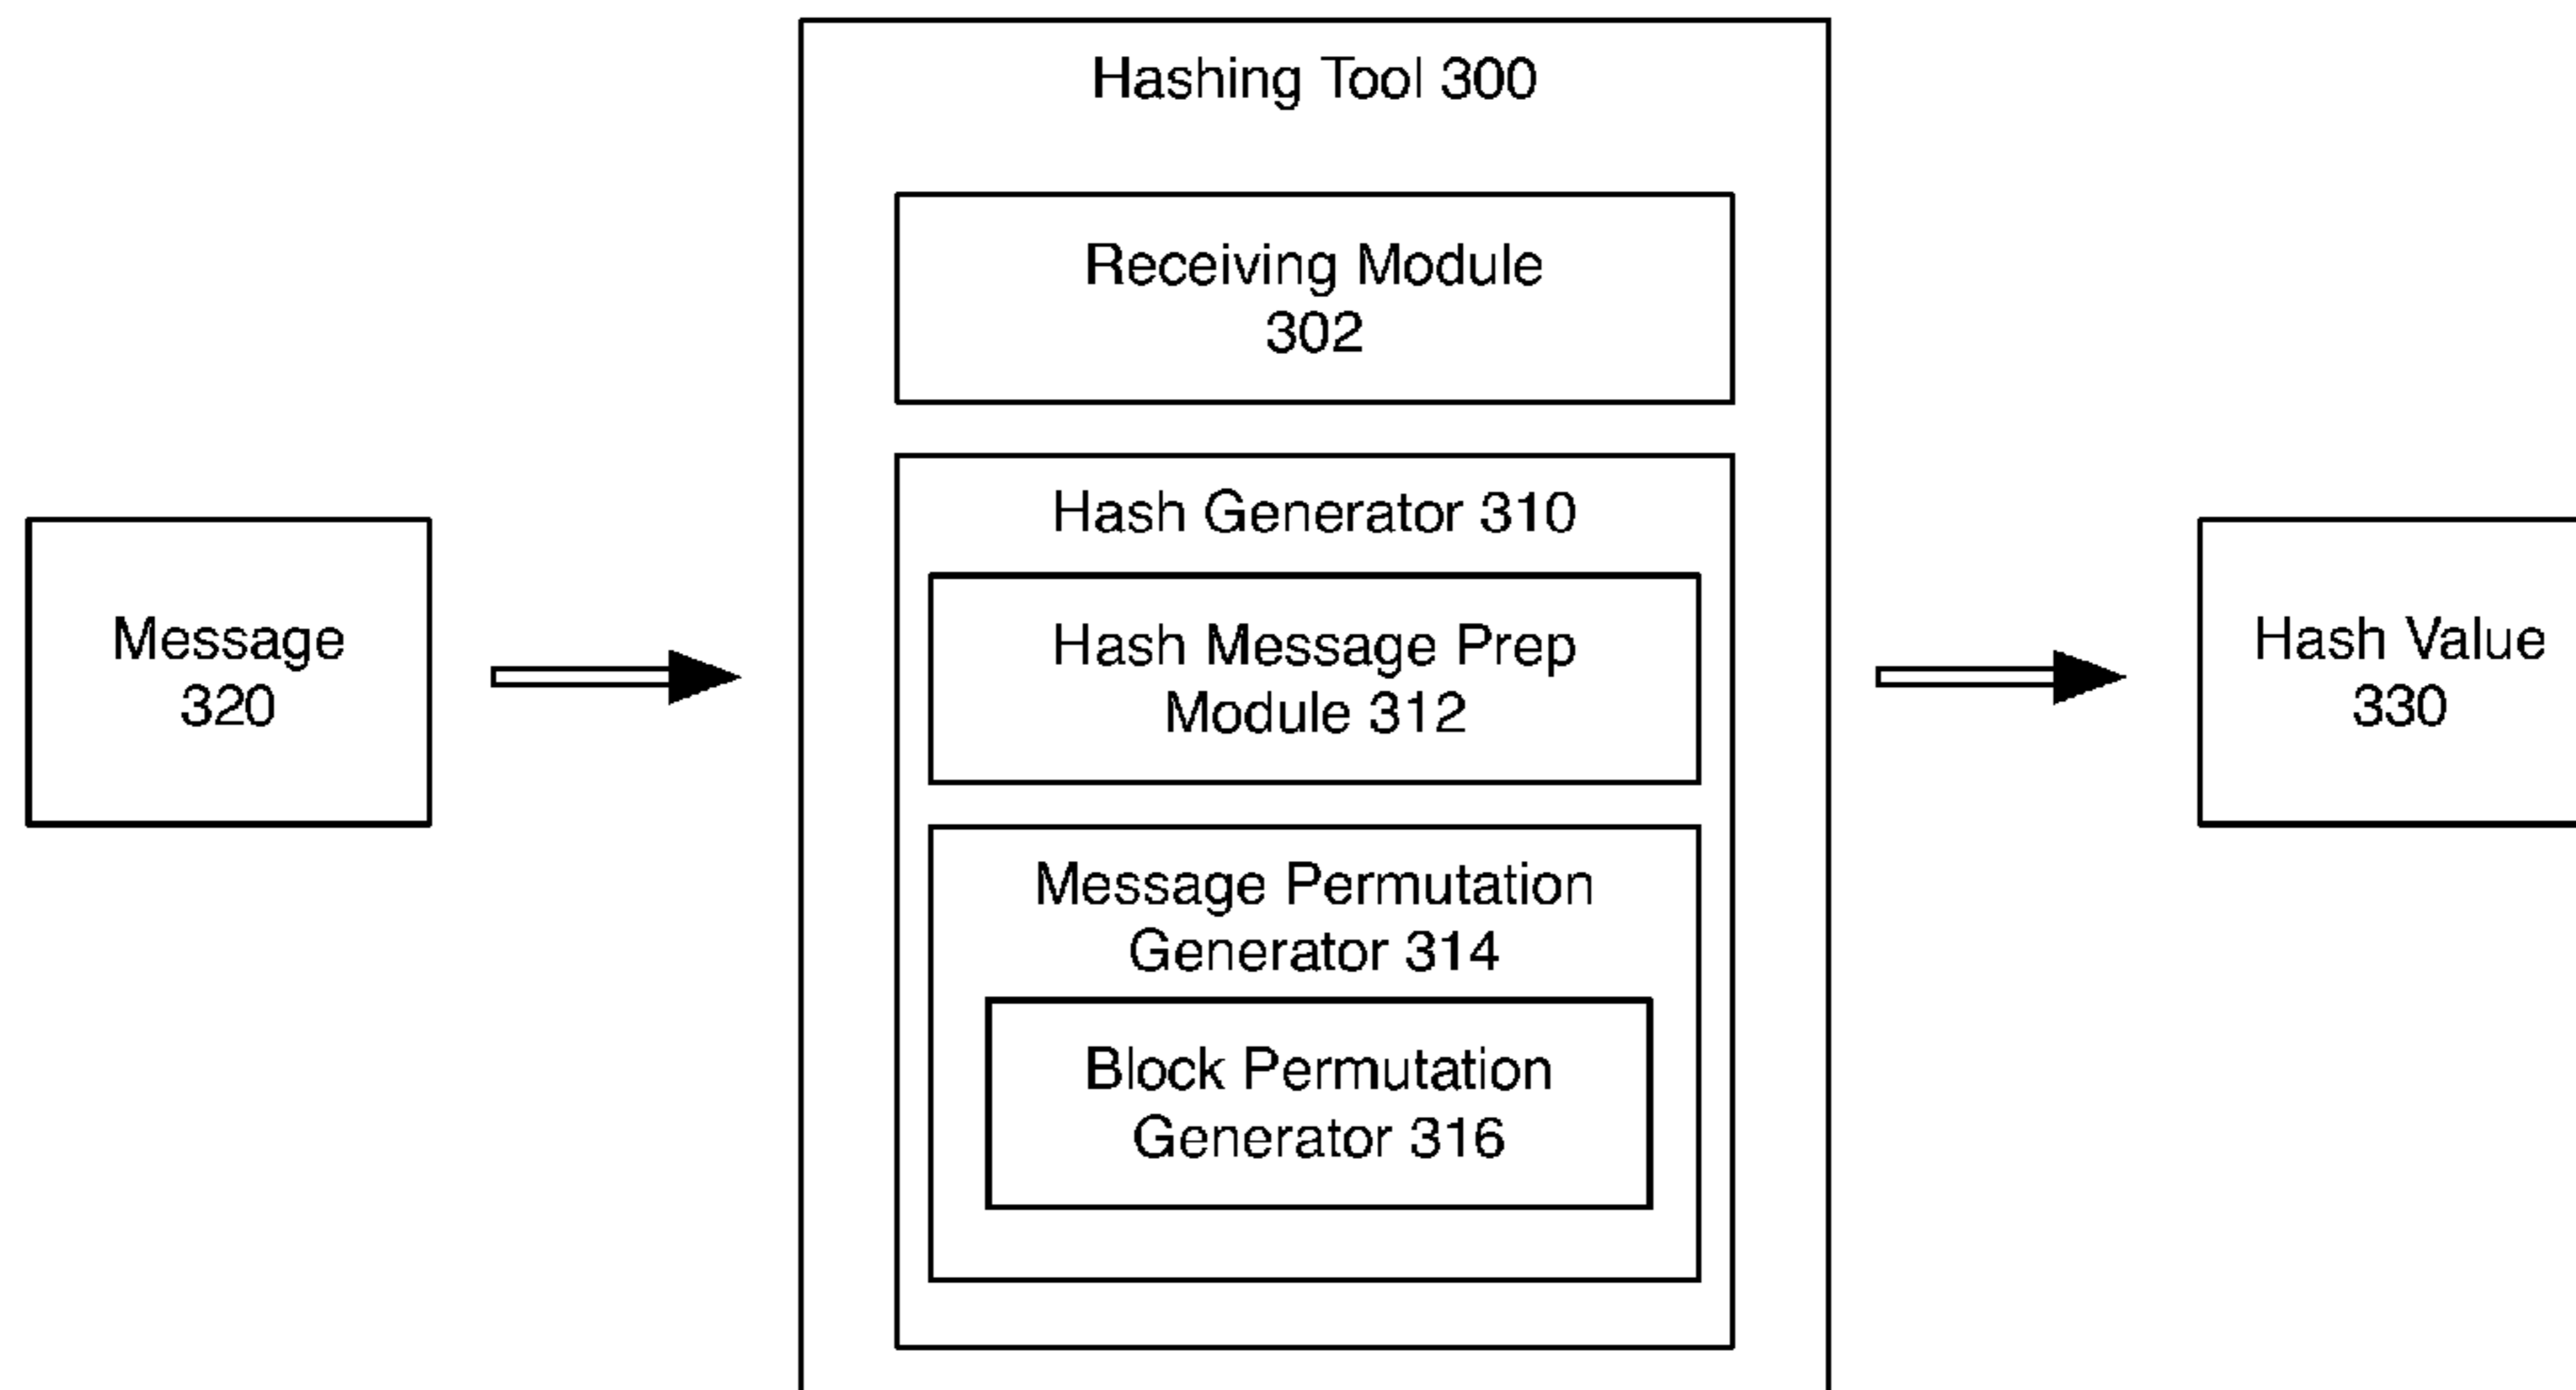 Hashing Tool 300
Receiving Module
302
Hash Generator 310
Hash Message Prep
Module 312
Message Permutation
Generator 314
Block Permutation
Generator 316
Message
320
Hash Value
330